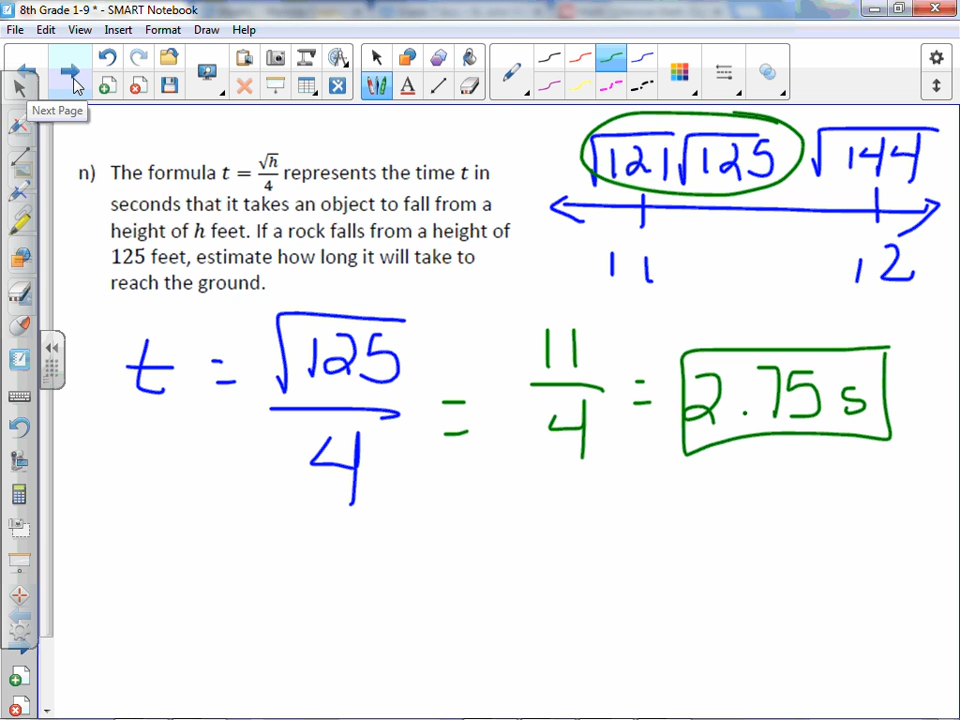 8th Grade 1-9 * - SMART Notebook
File Edit View Insert Format Draw Help
Next Page
n) The formula t = √h/4 represents the time t in
seconds that it takes an object to fall from a
height of h feet. If a rock falls from a height of
125 feet, estimate how long it will take to
reach the ground.
√121 √125 √144
11 12
t = √125/4 = 11/4 = 2.75 s